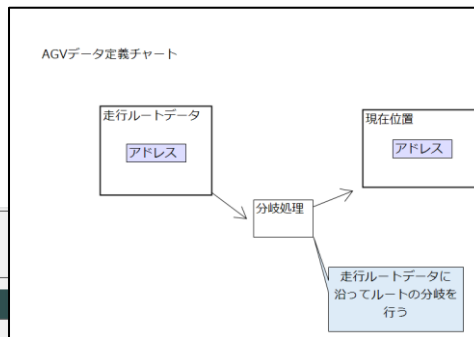 AGVデータ定義チャート
走行ルートデータ
アドレス
現在位置
アドレス
分岐処理
走行ルートデータに
沿ってルートの分岐を
行う